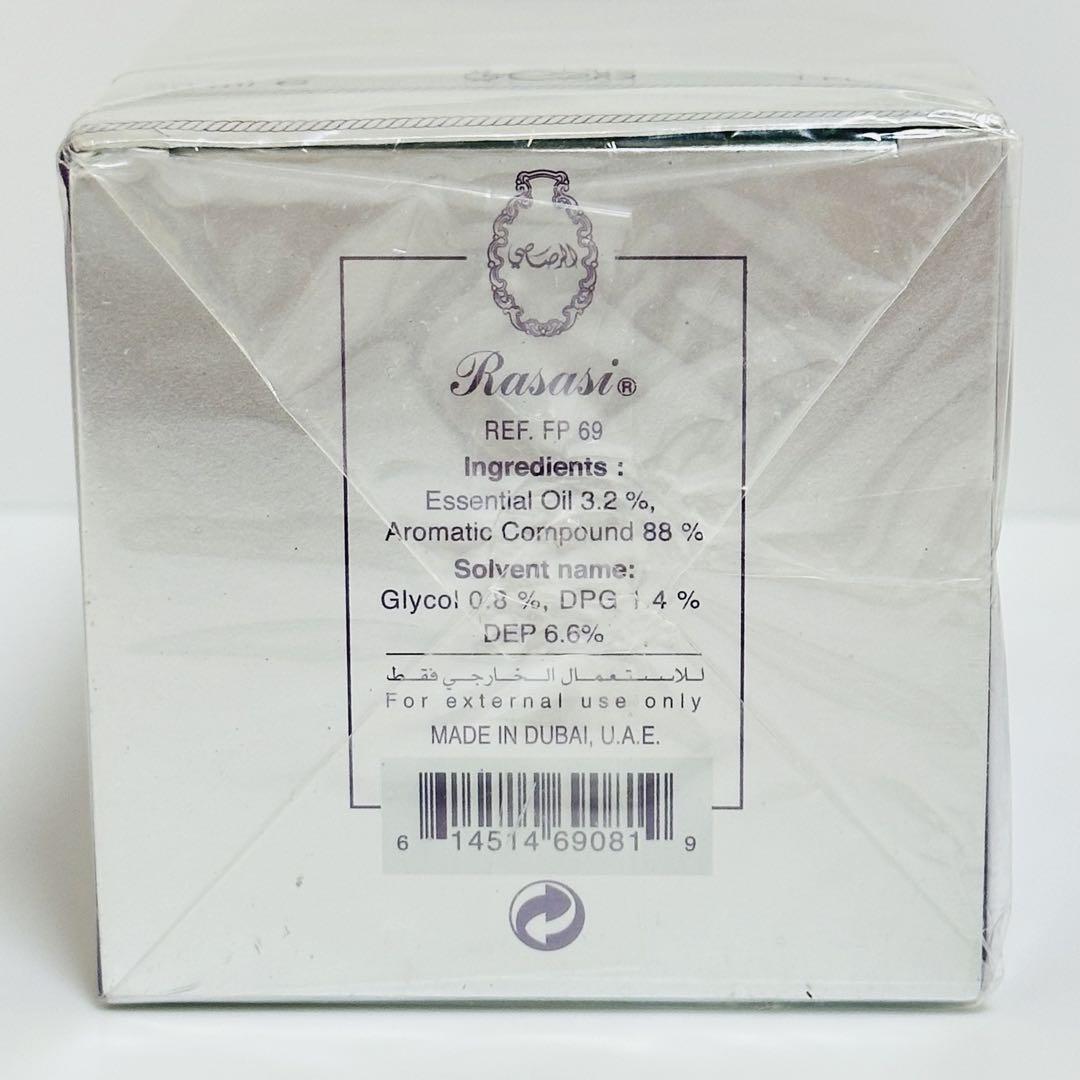 الرصاصي
Rasasi®
REF. FP 69
Ingredients :
Essential Oil 3.2 %,
Aromatic Compound 88 %
Solvent name:
Glycol 0.8 %, DPG 1.4 %
DEP 6.6%
للاستعمال الخارجي فقط
For external use only
MADE IN DUBAI, U.A.E.
6 14514 69081 9